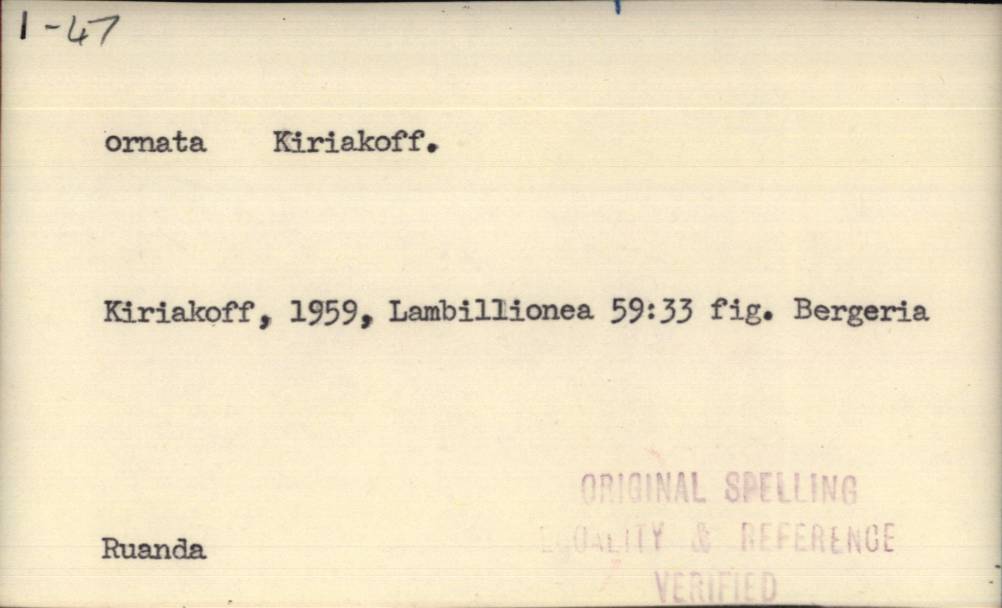 1-47
ornata Kiriakoff.
Kiriakoff, 1959, Lambillionea 59:33 fig. Bergeria
ORIGINAL SPELLING
LOCALITY & REFERENCE
Ruanda
VERIFIED